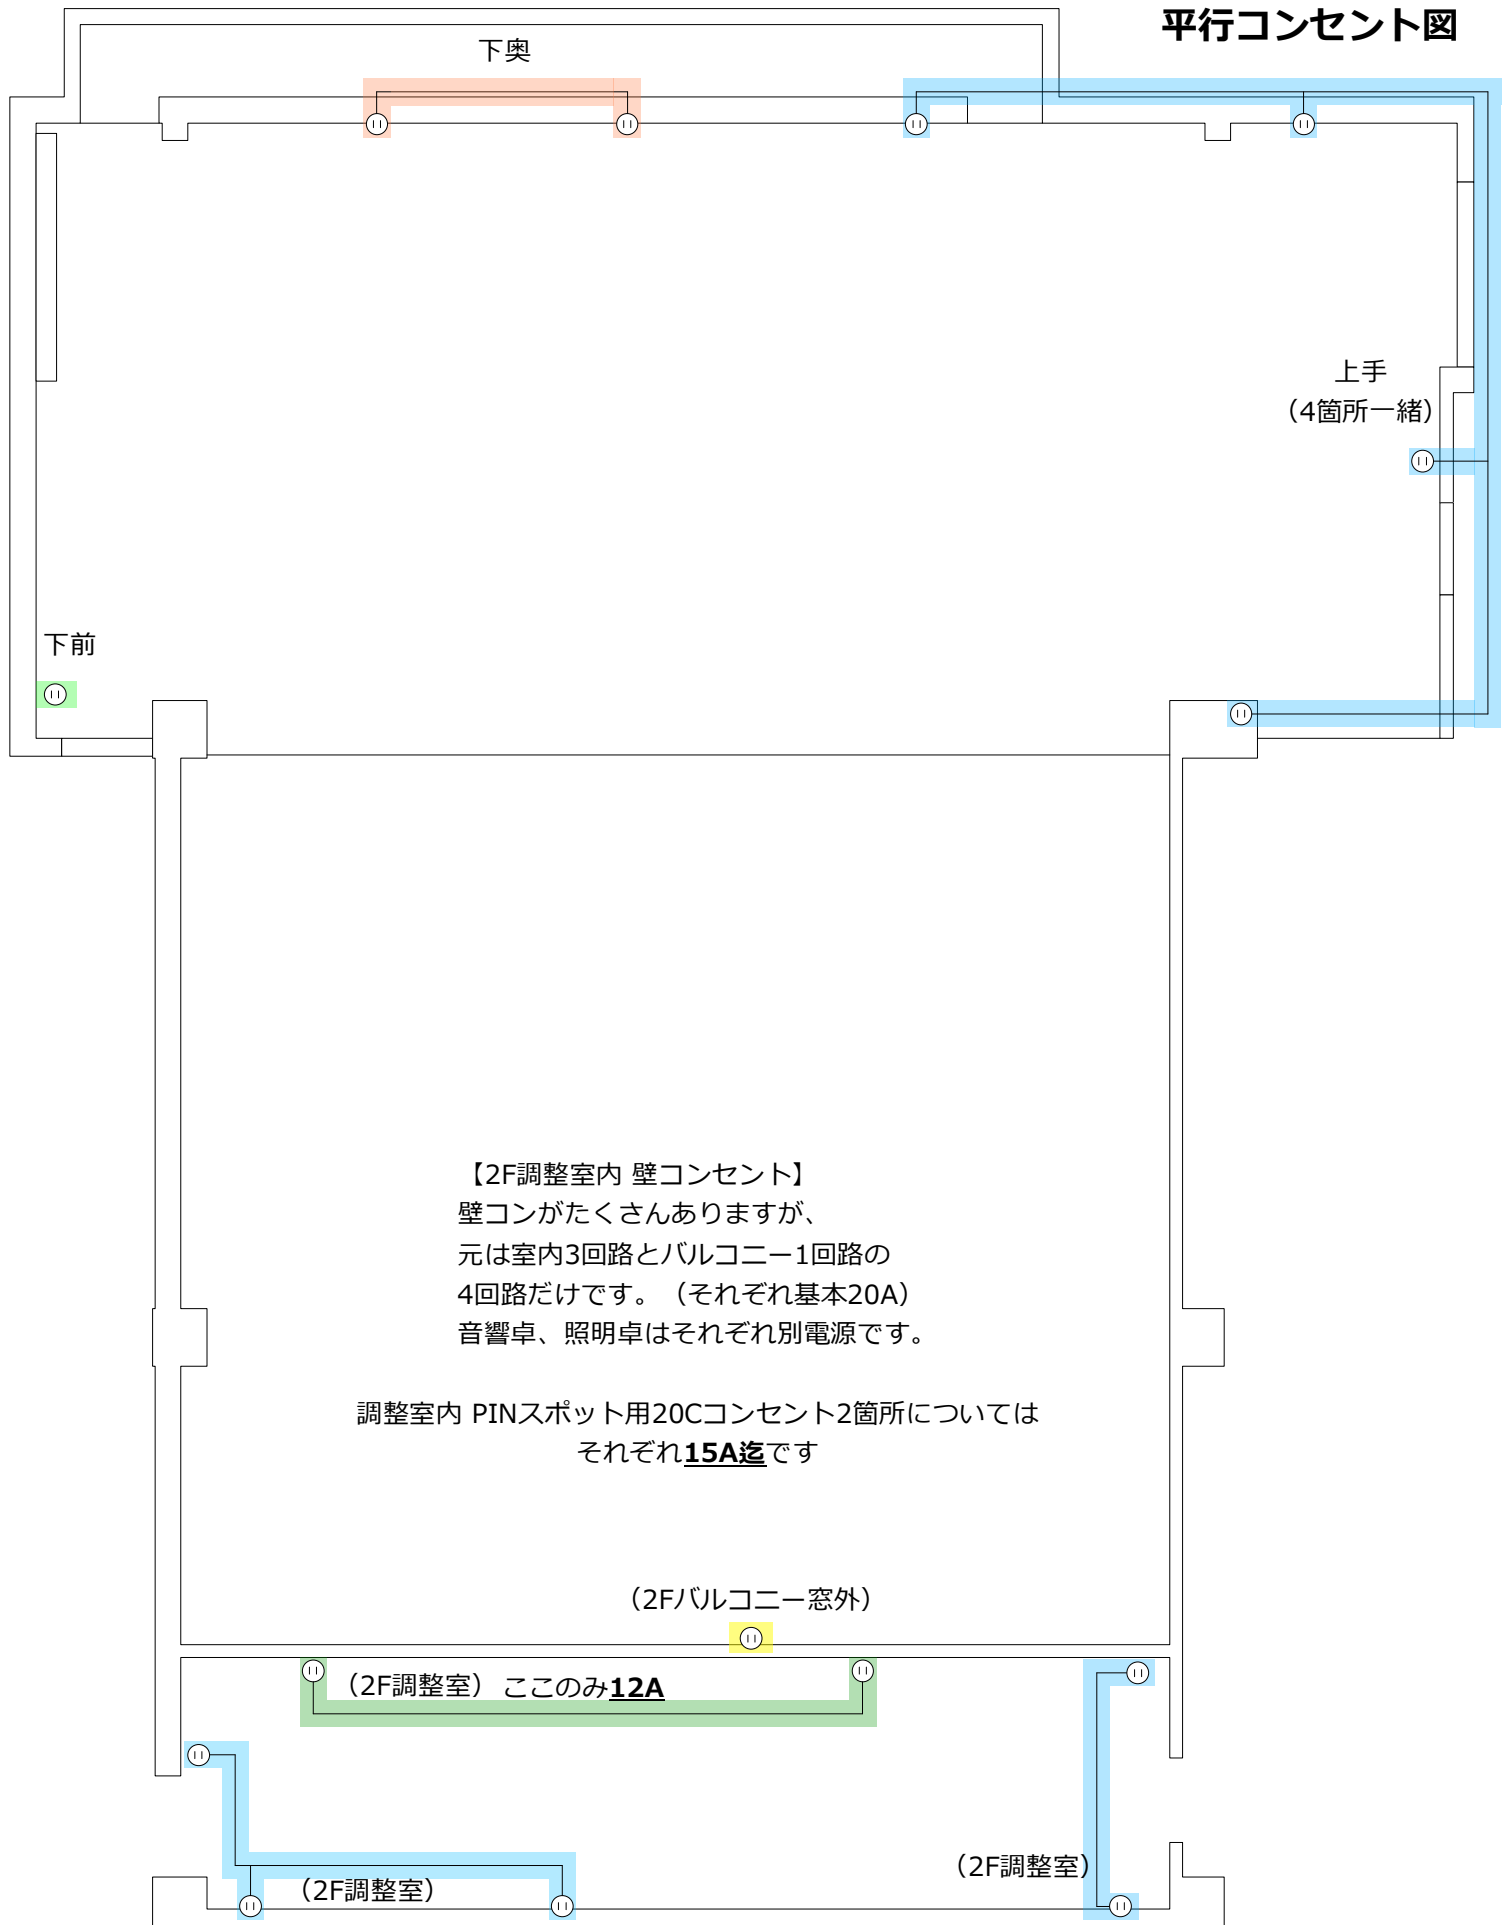 平行コンセント図
下奥
上手
（4箇所一緒）
下前
【2F調整室内 壁コンセント】
壁コンがたくさんありますが、
元は室内3回路とバルコニー1回路の
4回路だけです。（それぞれ基本20A）
音響卓、照明卓はそれぞれ別電源です。
調整室内 PINスポット用20Cコンセント2箇所については
それぞれ15A迄です
（2Fバルコニー窓外）
（2F調整室）ここのみ12A
（2F調整室）
（2F調整室）